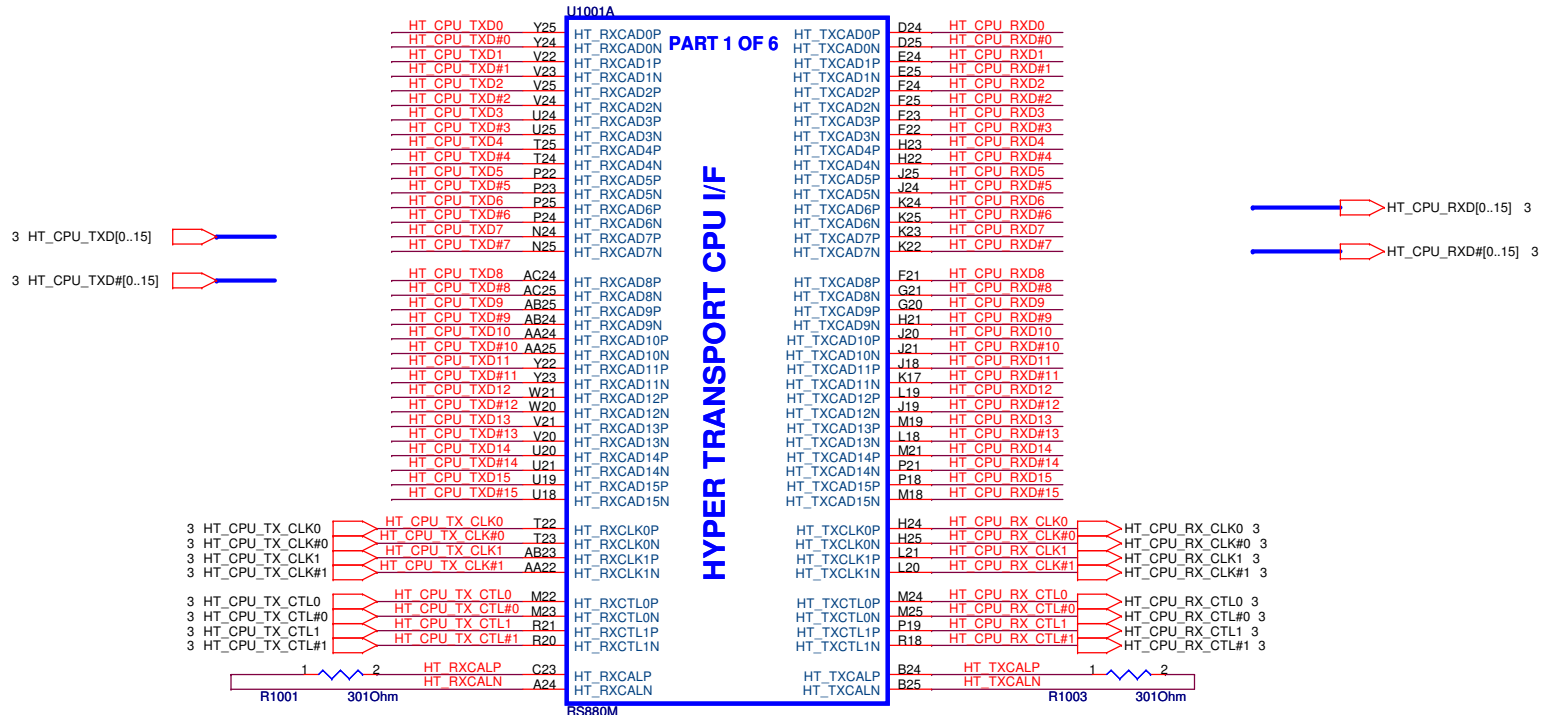 U1001A
PART 1 OF 6
HYPER TRANSPORT CPU I/F
HT_CPU_TXD0 Y25 HT_RXCAD0P HT_TXCAD0P D24 HT_CPU_RXD0
HT_CPU_TXD#0 Y24 HT_RXCAD0N HT_TXCAD0N D25 HT_CPU_RXD#0
HT_CPU_TXD1 V22 HT_RXCAD1P HT_TXCAD1P E24 HT_CPU_RXD1
HT_CPU_TXD#1 V23 HT_RXCAD1N HT_TXCAD1N E25 HT_CPU_RXD#1
HT_CPU_TXD2 V25 HT_RXCAD2P HT_TXCAD2P F24 HT_CPU_RXD2
HT_CPU_TXD#2 V24 HT_RXCAD2N HT_TXCAD2N F25 HT_CPU_RXD#2
HT_CPU_TXD3 U24 HT_RXCAD3P HT_TXCAD3P F23 HT_CPU_RXD3
HT_CPU_TXD#3 U25 HT_RXCAD3N HT_TXCAD3N F22 HT_CPU_RXD#3
HT_CPU_TXD4 T25 HT_RXCAD4P HT_TXCAD4P H23 HT_CPU_RXD4
HT_CPU_TXD#4 T24 HT_RXCAD4N HT_TXCAD4N H22 HT_CPU_RXD#4
HT_CPU_TXD5 P22 HT_RXCAD5P HT_TXCAD5P J25 HT_CPU_RXD5
HT_CPU_TXD#5 P23 HT_RXCAD5N HT_TXCAD5N J24 HT_CPU_RXD#5
HT_CPU_TXD6 P25 HT_RXCAD6P HT_TXCAD6P K24 HT_CPU_RXD6
HT_CPU_TXD#6 P24 HT_RXCAD6N HT_TXCAD6N K25 HT_CPU_RXD#6
HT_CPU_TXD7 N24 HT_RXCAD7P HT_TXCAD7P K23 HT_CPU_RXD7
HT_CPU_TXD#7 N25 HT_RXCAD7N HT_TXCAD7N K22 HT_CPU_RXD#7
3 HT_CPU_TXD[0..15]
3 HT_CPU_TXD#[0..15]
HT_CPU_RXD[0..15] 3
HT_CPU_RXD#[0..15] 3
HT_CPU_TXD8 AC24 HT_RXCAD8P HT_TXCAD8P F21 HT_CPU_RXD8
HT_CPU_TXD#8 AC25 HT_RXCAD8N HT_TXCAD8N G21 HT_CPU_RXD#8
HT_CPU_TXD9 AB25 HT_RXCAD9P HT_TXCAD9P G20 HT_CPU_RXD9
HT_CPU_TXD#9 AB24 HT_RXCAD9N HT_TXCAD9N H21 HT_CPU_RXD#9
HT_CPU_TXD10 AA24 HT_RXCAD10P HT_TXCAD10P J20 HT_CPU_RXD10
HT_CPU_TXD#10 AA25 HT_RXCAD10N HT_TXCAD10N J21 HT_CPU_RXD#10
HT_CPU_TXD11 Y22 HT_RXCAD11P HT_TXCAD11P J18 HT_CPU_RXD11
HT_CPU_TXD#11 Y23 HT_RXCAD11N HT_TXCAD11N K17 HT_CPU_RXD#11
HT_CPU_TXD12 W21 HT_RXCAD12P HT_TXCAD12P L19 HT_CPU_RXD12
HT_CPU_TXD#12 W20 HT_RXCAD12N HT_TXCAD12N J19 HT_CPU_RXD#12
HT_CPU_TXD13 V21 HT_RXCAD13P HT_TXCAD13P M19 HT_CPU_RXD13
HT_CPU_TXD#13 V20 HT_RXCAD13N HT_TXCAD13N L18 HT_CPU_RXD#13
HT_CPU_TXD14 U20 HT_RXCAD14P HT_TXCAD14P M21 HT_CPU_RXD14
HT_CPU_TXD#14 U21 HT_RXCAD14N HT_TXCAD14N P21 HT_CPU_RXD#14
HT_CPU_TXD15 U19 HT_RXCAD15P HT_TXCAD15P P18 HT_CPU_RXD15
HT_CPU_TXD#15 U18 HT_RXCAD15N HT_TXCAD15N M18 HT_CPU_RXD#15
3 HT_CPU_TX_CLK0 HT_CPU_TX_CLK0 T22 HT_RXCLK0P HT_TXCLK0P H24 HT_CPU_RX_CLK0 HT_CPU_RX_CLK0 3
3 HT_CPU_TX_CLK#0 HT_CPU_TX_CLK#0 T23 HT_RXCLK0N HT_TXCLK0N H25 HT_CPU_RX_CLK#0 HT_CPU_RX_CLK#0 3
3 HT_CPU_TX_CLK1 HT_CPU_TX_CLK1 AB23 HT_RXCLK1P HT_TXCLK1P L21 HT_CPU_RX_CLK1 HT_CPU_RX_CLK1 3
3 HT_CPU_TX_CLK#1 HT_CPU_TX_CLK#1 AA22 HT_RXCLK1N HT_TXCLK1N L20 HT_CPU_RX_CLK#1 HT_CPU_RX_CLK#1 3
3 HT_CPU_TX_CTL0 HT_CPU_TX_CTL0 M22 HT_RXCTL0P HT_TXCTL0P M24 HT_CPU_RX_CTL0 HT_CPU_RX_CTL0 3
3 HT_CPU_TX_CTL#0 HT_CPU_TX_CTL#0 M23 HT_RXCTL0N HT_TXCTL0N M25 HT_CPU_RX_CTL#0 HT_CPU_RX_CTL#0 3
3 HT_CPU_TX_CTL1 HT_CPU_TX_CTL1 R21 HT_RXCTL1P HT_TXCTL1P P19 HT_CPU_RX_CTL1 HT_CPU_RX_CTL1 3
3 HT_CPU_TX_CTL#1 HT_CPU_TX_CTL#1 R20 HT_RXCTL1N HT_TXCTL1N R18 HT_CPU_RX_CTL#1 HT_CPU_RX_CTL#1 3
1 2 HT_RXCALP C23 HT_RXCALP HT_TXCALP B24 HT_TXCALP 1 2
HT_RXCALN A24 HT_RXCALN HT_TXCALN B25 HT_TXCALN
R1001 301Ohm R1003 301Ohm
RS880M